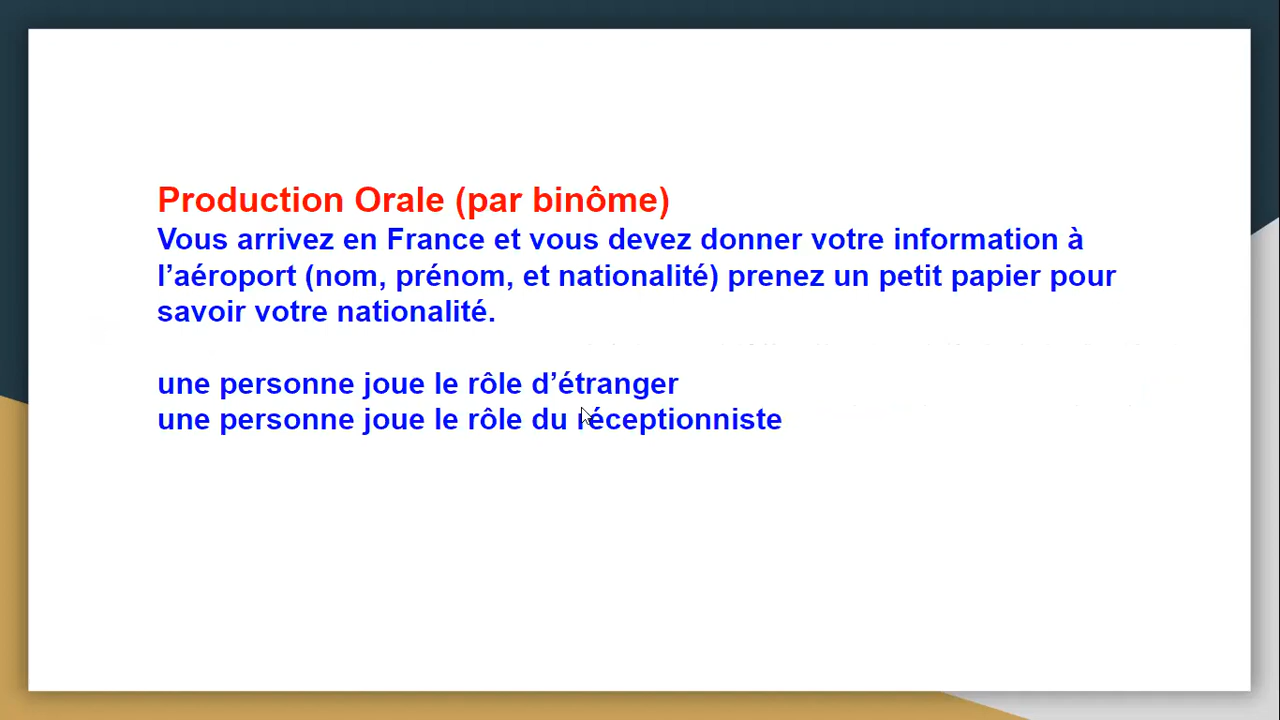 Production Orale (par binôme)
Vous arrivez en France et vous devez donner votre information à
l’aéroport (nom, prénom, et nationalité) prenez un petit papier pour
savoir votre nationalité.
une personne joue le rôle d’étranger
une personne joue le rôle du réceptionniste